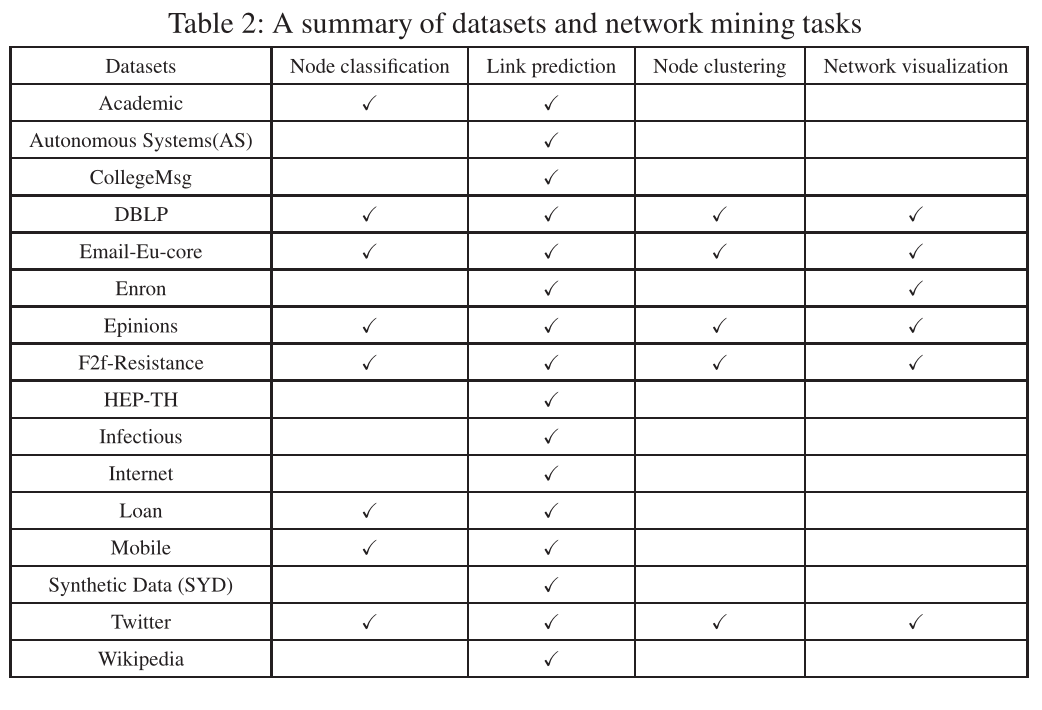 Table 2: A summary of datasets and network mining tasks
Datasets Node classification Link prediction Node clustering Network visualization
Academic ✓ ✓
Autonomous Systems(AS) ✓
CollegeMsg ✓
DBLP ✓ ✓ ✓ ✓
Email-Eu-core ✓ ✓ ✓ ✓
Enron ✓ ✓
Epinions ✓ ✓ ✓ ✓
F2f-Resistance ✓ ✓ ✓ ✓
HEP-TH ✓
Infectious ✓
Internet ✓
Loan ✓ ✓
Mobile ✓ ✓
Synthetic Data (SYD) ✓
Twitter ✓ ✓ ✓ ✓
Wikipedia ✓